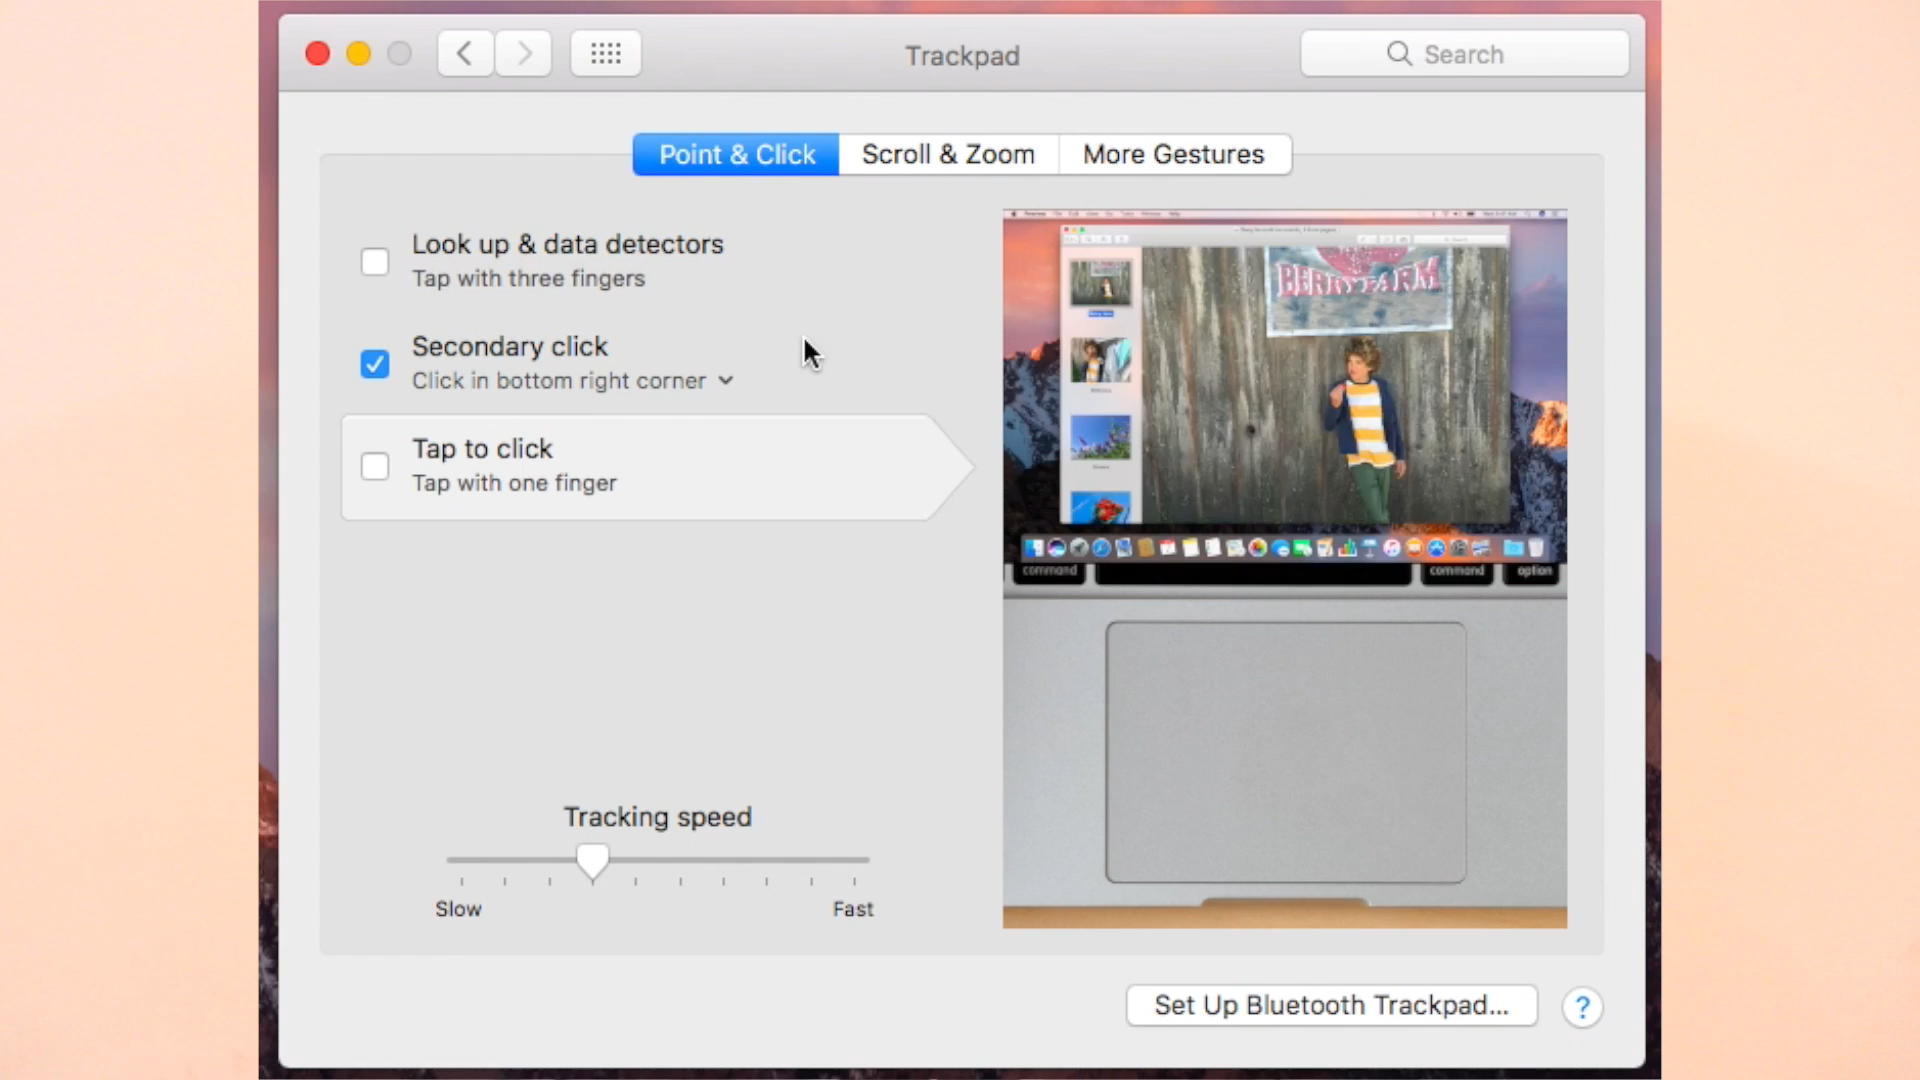 Trackpad
Search
Point & Click
Scroll & Zoom
More Gestures
Look up & data detectors
Tap with three fingers
Secondary click
Click in bottom right corner
Tap to click
Tap with one finger
BERRY FARM
command
command
option
Tracking speed
Slow
Fast
Set Up Bluetooth Trackpad...
?